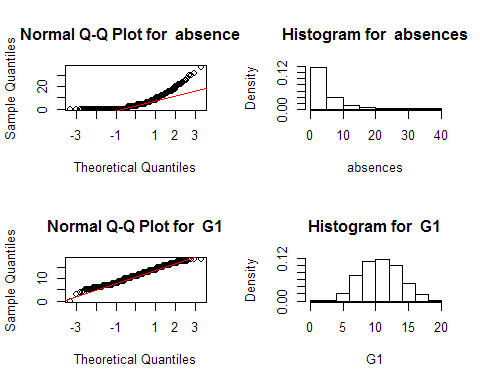 Normal Q-Q Plot for  absence
Sample Quantiles
0 20
-3 -1 1 2 3
Theoretical Quantiles
Histogram for  absences
Density
0.00 0.12
0 10 20 30 40
absences
Normal Q-Q Plot for  G1
Sample Quantiles
0 10
-3 -1 1 2 3
Theoretical Quantiles
Histogram for  G1
Density
0.00 0.12
0 5 10 15 20
G1